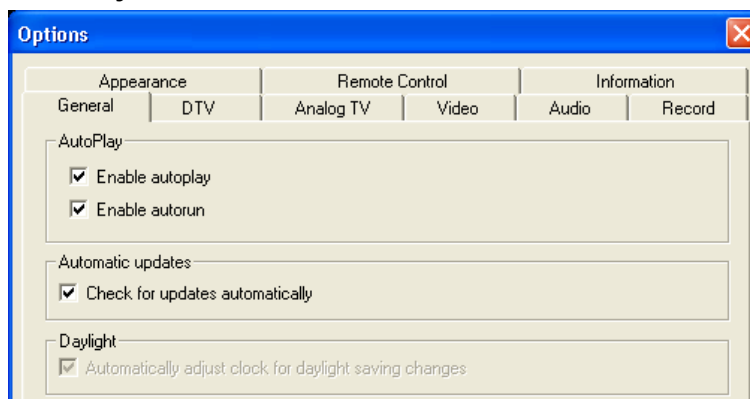 Options
Appearance Remote Control Information
General DTV Analog TV Video Audio Record
AutoPlay
Enable autoplay
Enable autorun
Automatic updates
Check for updates automatically
Daylight
Automatically adjust clock for daylight saving changes